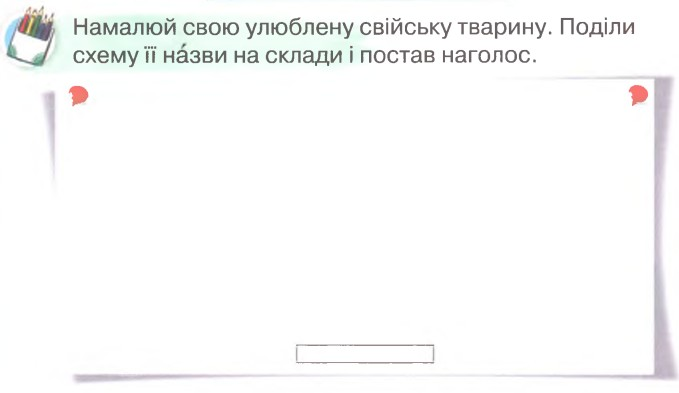 Намалюй свою улюблену свійську тварину. Поділи
схему її на́зви на склади і постав наголос.